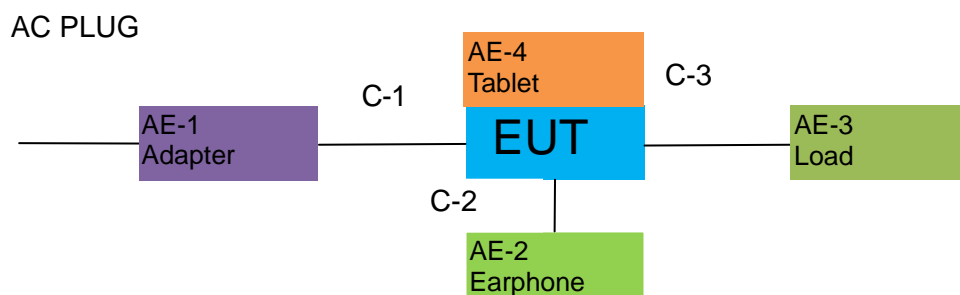 AC PLUG
AE-4
Tablet
C-3
C-1
AE-1
Adapter
EUT
AE-3
Load
C-2
AE-2
Earphone